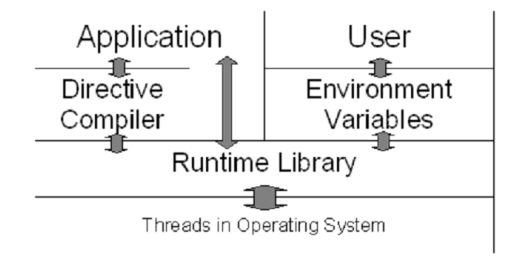 Application
User
Directive
Compiler
Environment
Variables
Runtime Library
Threads in Operating System